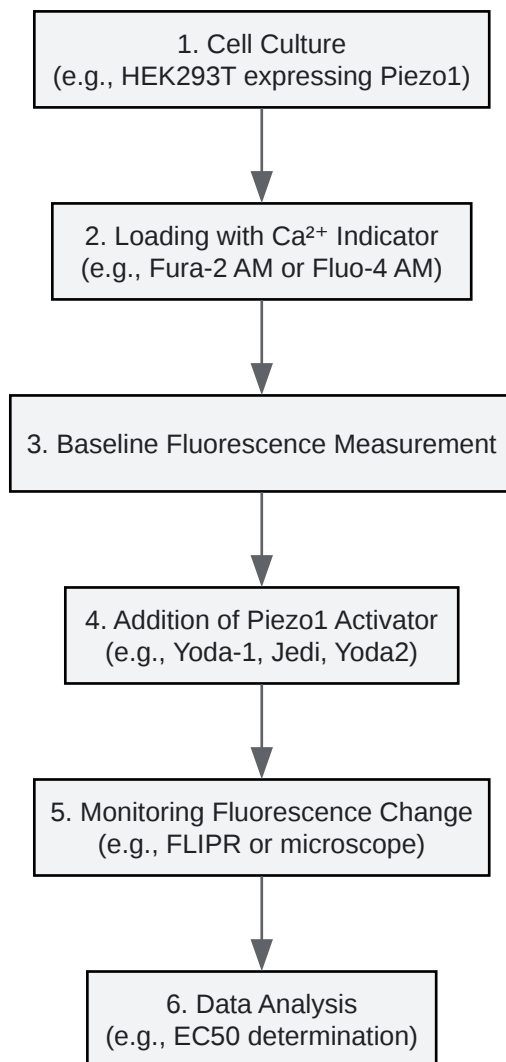 1. Cell Culture
(e.g., HEK293T expressing Piezo1)
2. Loading with Ca²⁺ Indicator
(e.g., Fura-2 AM or Fluo-4 AM)
3. Baseline Fluorescence Measurement
4. Addition of Piezo1 Activator
(e.g., Yoda-1, Jedi, Yoda2)
5. Monitoring Fluorescence Change
(e.g., FLIPR or microscope)
6. Data Analysis
(e.g., EC50 determination)